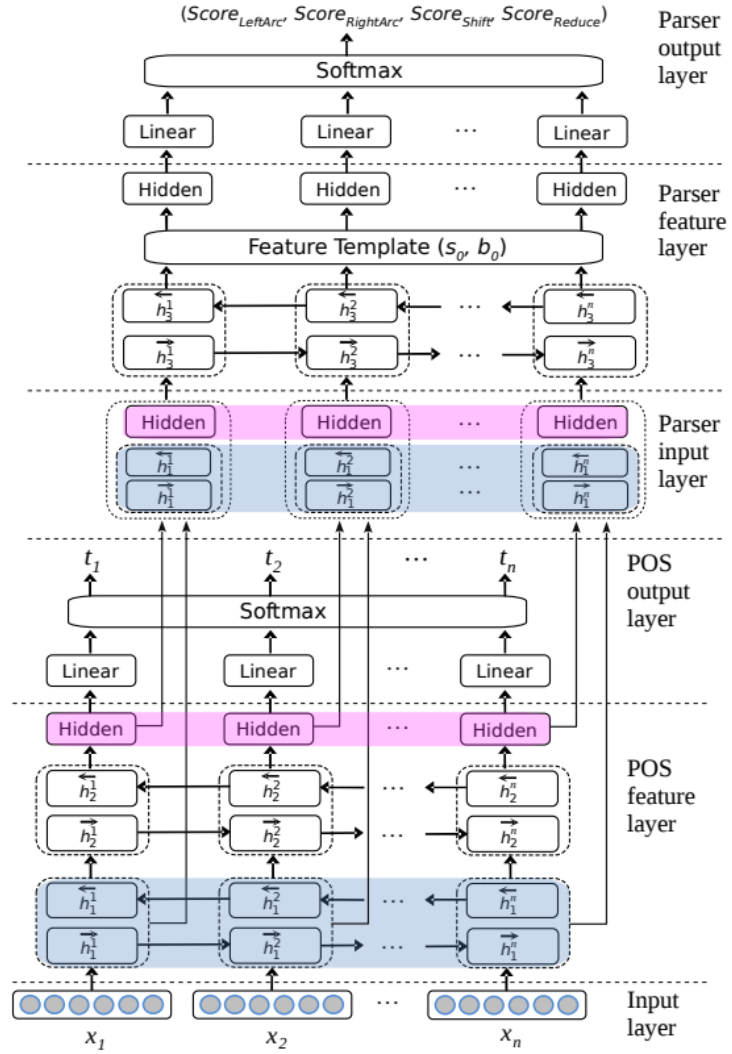 (Score_LeftArc, Score_RightArc, Score_Shift, Score_Reduce)
Parser
output
layer
Softmax
Linear Linear ... Linear
Hidden Hidden ... Hidden
Parser
feature
layer
Feature Template (s_0, b_0)
←h_3^1 ←h_3^2 ... ←h_3^n
→h_3^1 →h_3^2 ... →h_3^n
Hidden Hidden ... Hidden
Parser
input
layer
←h_1^1 ←h_1^2 ... ←h_1^n
→h_1^1 →h_1^2 ... →h_1^n
t_1 t_2 ... t_n
POS
output
layer
Softmax
Linear Linear ... Linear
Hidden Hidden ... Hidden
POS
feature
layer
←h_2^1 ←h_2^2 ... ←h_2^n
→h_2^1 →h_2^2 ... →h_2^n
←h_1^1 ←h_1^2 ... ←h_1^n
→h_1^1 →h_1^2 ... →h_1^n
...
Input
layer
x_1 x_2 x_n